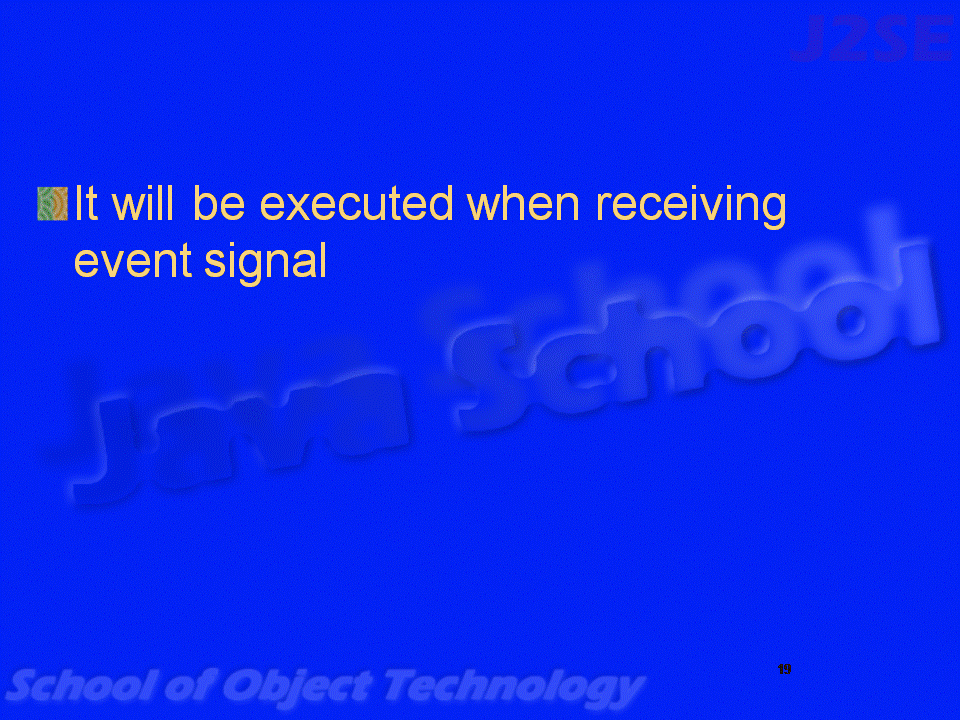 J2SE
It will be executed when receiving
event signal
Java School
School of Object Technology
19